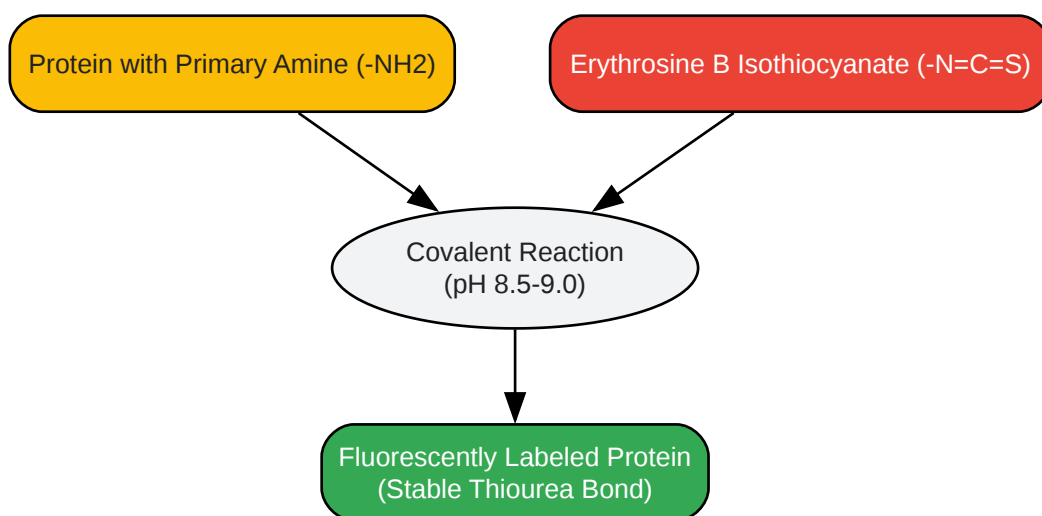 Protein with Primary Amine (-NH2)
Erythrosine B Isothiocyanate (-N=C=S)
Covalent Reaction
(pH 8.5-9.0)
Fluorescently Labeled Protein
(Stable Thiourea Bond)